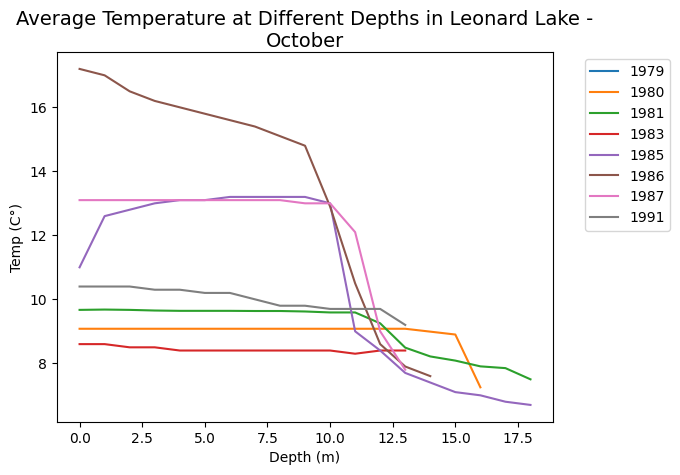 Average Temperature at Different Depths in Leonard Lake -
October
1979
1980
1981
1983
1985
1986
1987
1991
Temp (C°)
16
14
12
10
8
0.0 2.5 5.0 7.5 10.0 12.5 15.0 17.5
Depth (m)